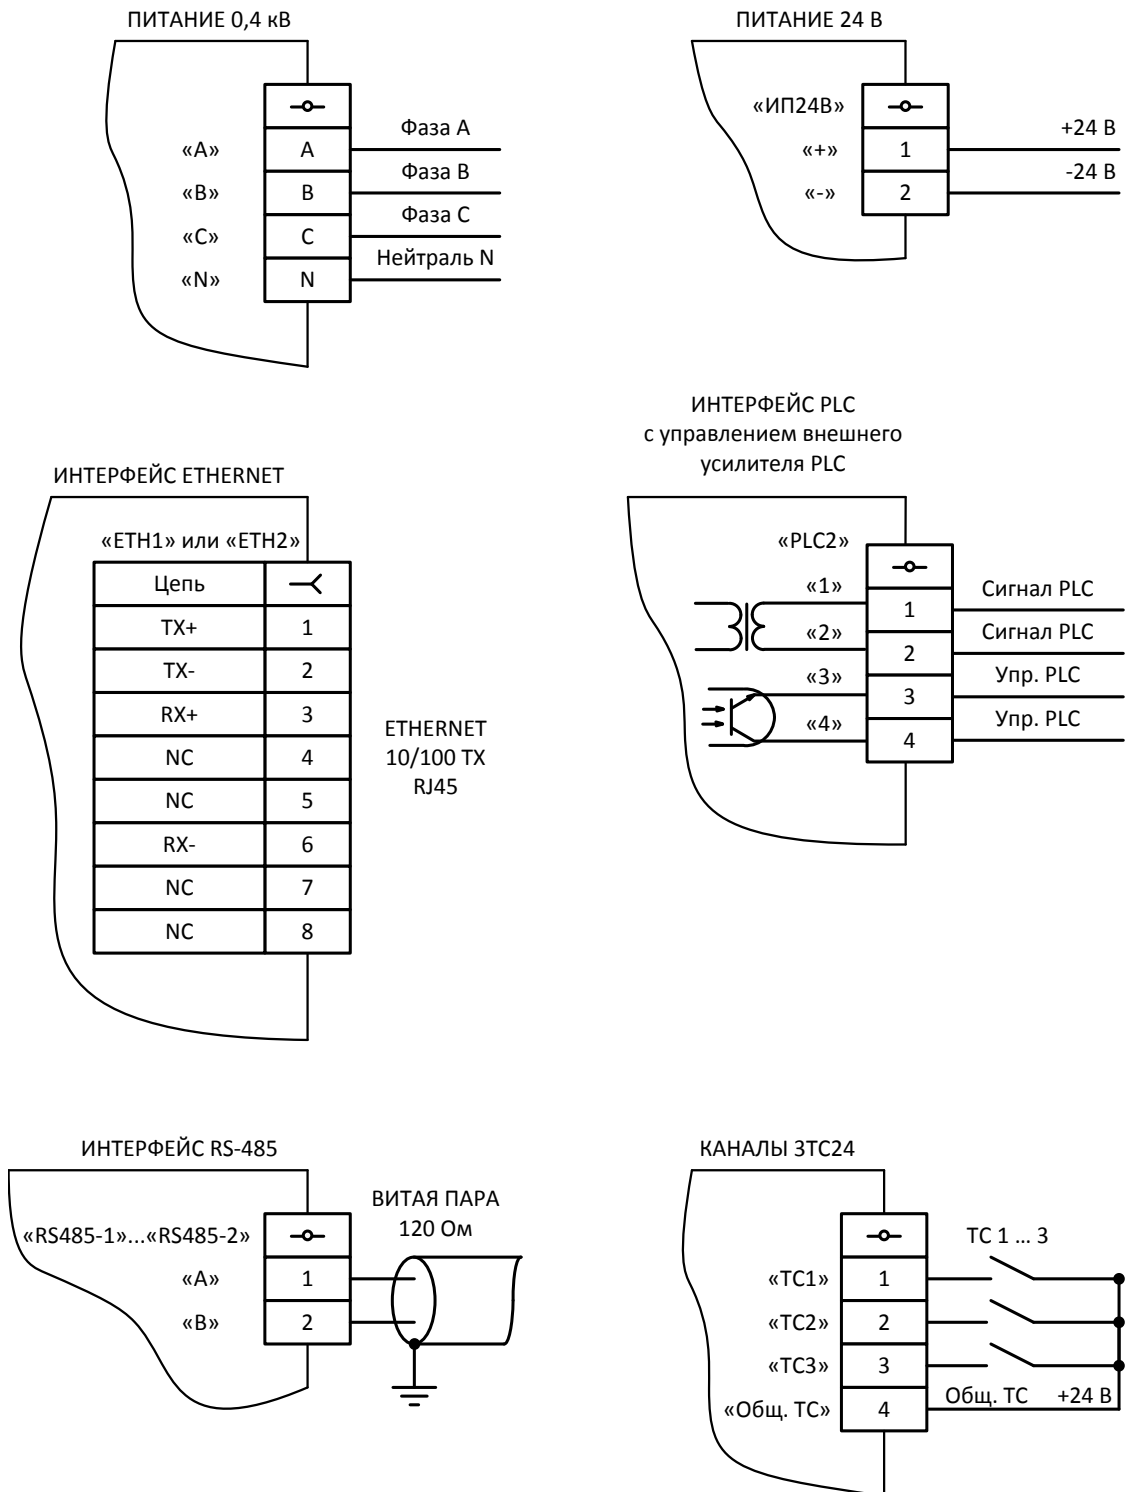 ПИТАНИЕ 0,4 кВ
«A» A Фаза A
«B» B Фаза B
«C» C Фаза C
«N» N Нейтраль N
ПИТАНИЕ 24 В
«ИП24В»
«+» 1 +24 В
«-» 2 -24 В
ИНТЕРФЕЙС ETHERNET
«ETH1» или «ETH2»
Цепь
TX+ 1
TX- 2
RX+ 3
NC 4
NC 5
RX- 6
NC 7
NC 8
ETHERNET
10/100 TX
RJ45
ИНТЕРФЕЙС PLC
с управлением внешнего
усилителя PLC
«PLC2»
«1» 1 Сигнал PLC
«2» 2 Сигнал PLC
«3» 3 Упр. PLC
«4» 4 Упр. PLC
ИНТЕРФЕЙС RS-485
«RS485-1»...«RS485-2»
«A» 1
«B» 2
ВИТАЯ ПАРА
120 Ом
КАНАЛЫ 3ТС24
ТС 1 ... 3
«ТС1» 1
«ТС2» 2
«ТС3» 3
«Общ. ТС» 4 Общ. ТС +24 В